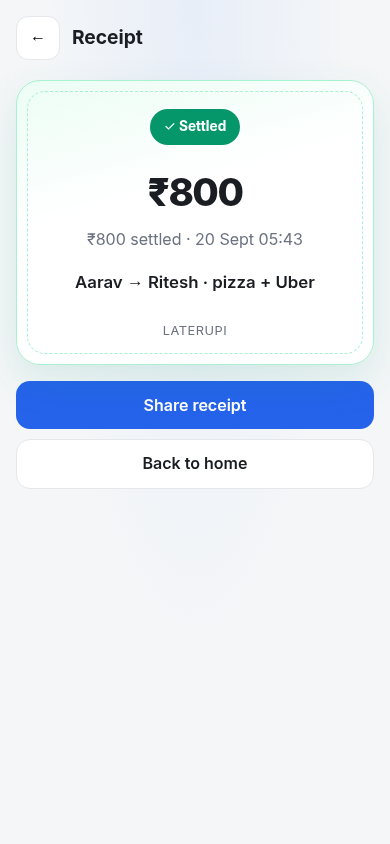 ← Receipt
✓ Settled
₹800
₹800 settled · 20 Sept 05:43
Aarav → Ritesh · pizza + Uber
LATERUPI
Share receipt
Back to home